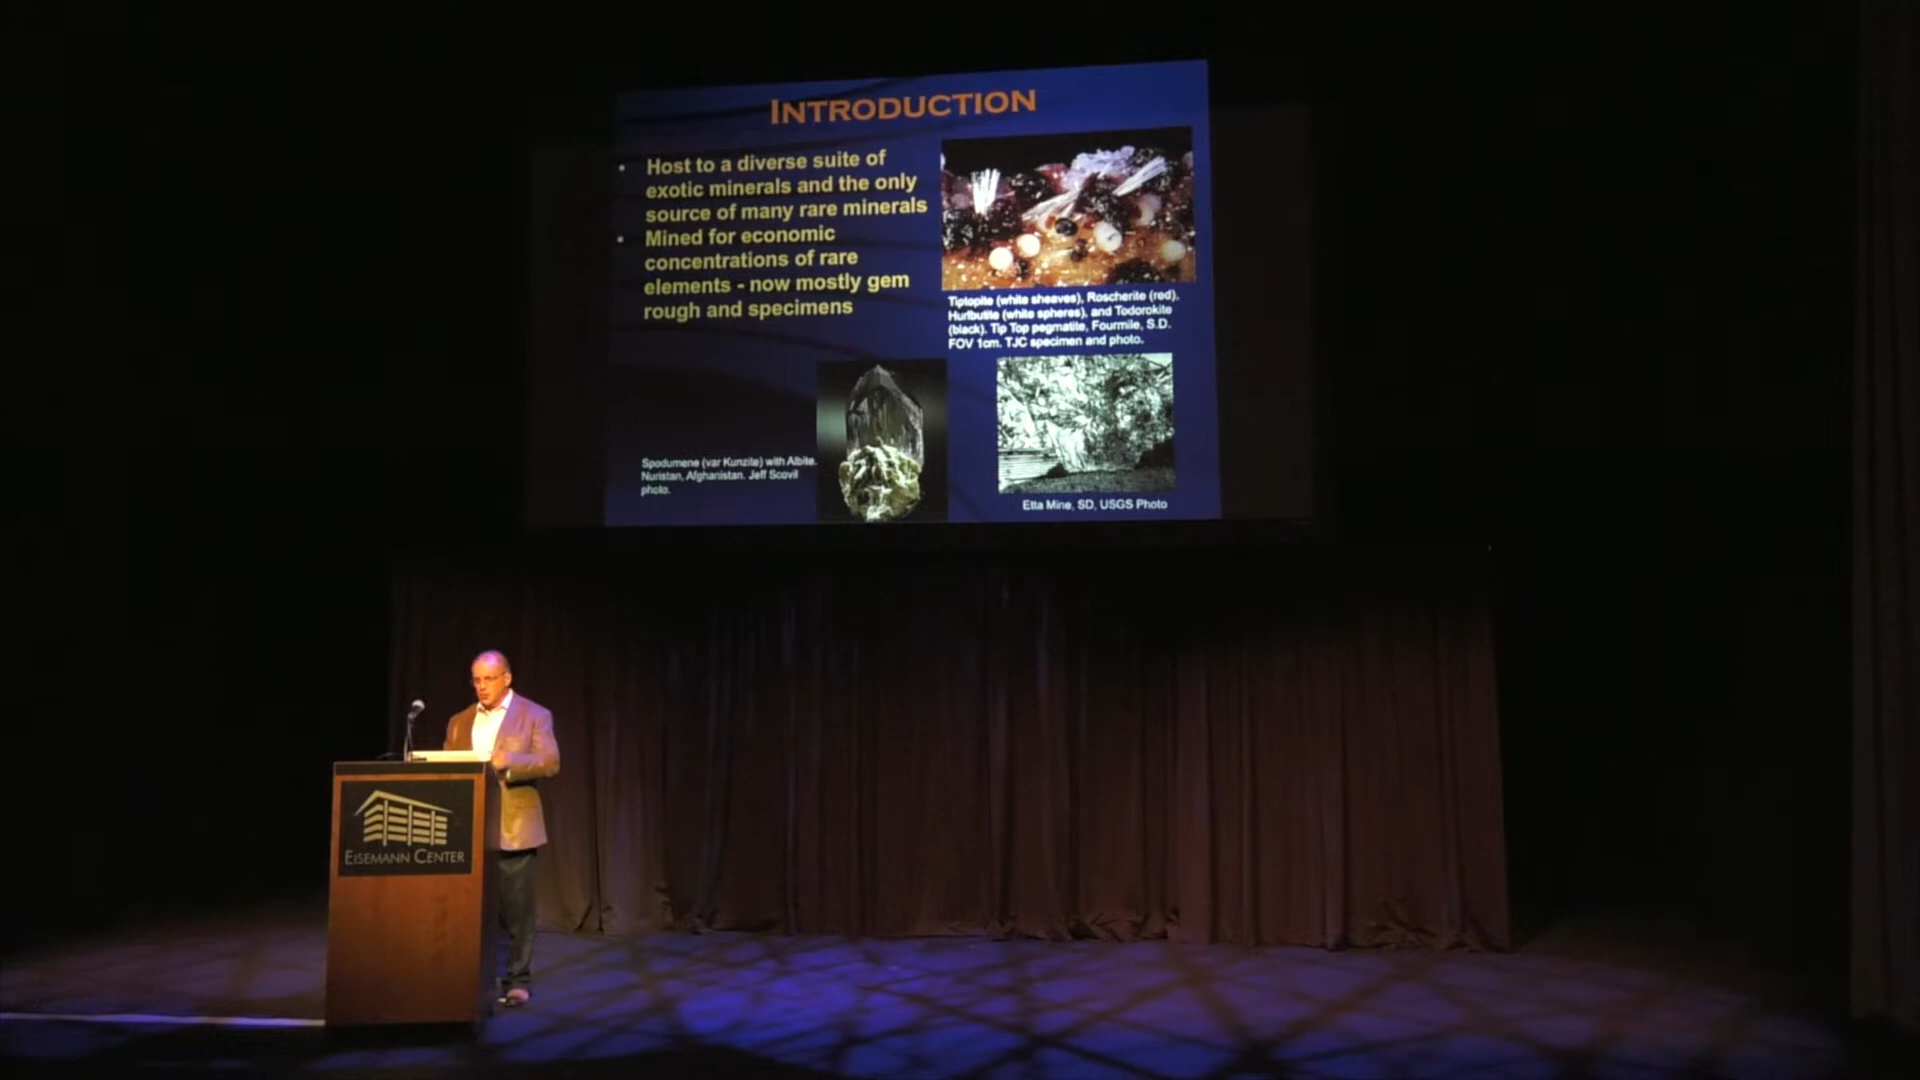 INTRODUCTION
• Host to a diverse suite of
exotic minerals and the only
source of many rare minerals
• Mined for economic
concentrations of rare
elements - now mostly gem
rough and specimens
Tiptopite (white sheaves), Roscherite (red),
Hurlbutite (white spheres), and Todorokite
(black). Tip Top pegmatite, Fourmile, S.D.
FOV 1cm. TJC specimen and photo.
Spodumene (var Kunzite) with Albite.
Nuristan, Afghanistan. Jeff Scovil
photo.
Etta Mine, SD, USGS Photo
EISEMANN CENTER